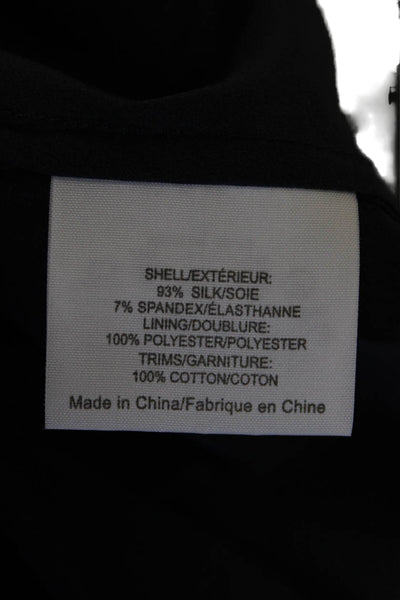 SHELL/EXTÉRIEUR:
93% SILK/SOIE
7% SPANDEX/ÉLASTHANNE
LINING/DOUBLURE:
100% POLYESTER/POLYESTER
TRIMS/GARNITURE:
100% COTTON/COTON
Made in China/Fabrique en Chine